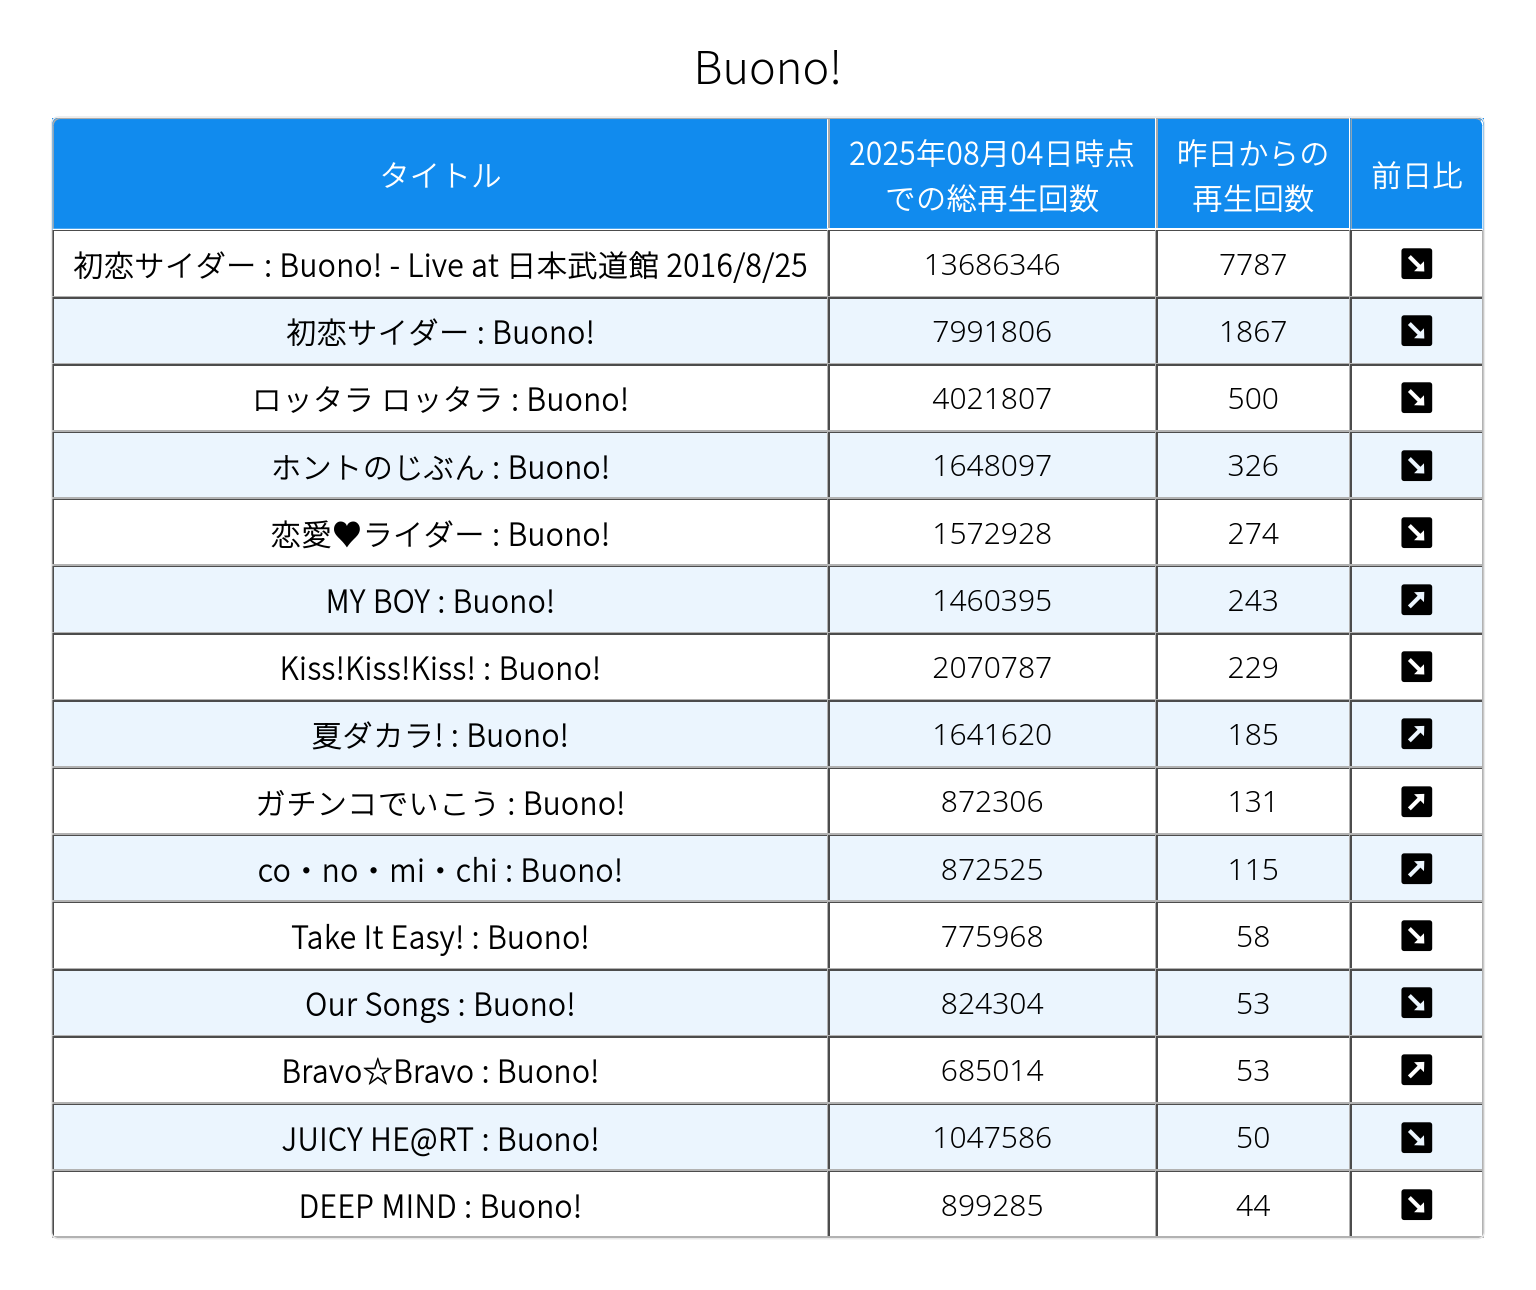 Buono!
タイトル 2025年08月04日時点での総再生回数 昨日からの再生回数 前日比
初恋サイダー : Buono! - Live at 日本武道館 2016/8/25 13686346 7787 ↘
初恋サイダー : Buono! 7991806 1867 ↘
ロッタラ ロッタラ : Buono! 4021807 500 ↘
ホントのじぶん : Buono! 1648097 326 ↘
恋愛♥ライダー : Buono! 1572928 274 ↘
MY BOY : Buono! 1460395 243 ↗
Kiss!Kiss!Kiss! : Buono! 2070787 229 ↘
夏ダカラ! : Buono! 1641620 185 ↗
ガチンコでいこう : Buono! 872306 131 ↗
co・no・mi・chi : Buono! 872525 115 ↗
Take It Easy! : Buono! 775968 58 ↘
Our Songs : Buono! 824304 53 ↘
Bravo☆Bravo : Buono! 685014 53 ↗
JUICY HE@RT : Buono! 1047586 50 ↘
DEEP MIND : Buono! 899285 44 ↘